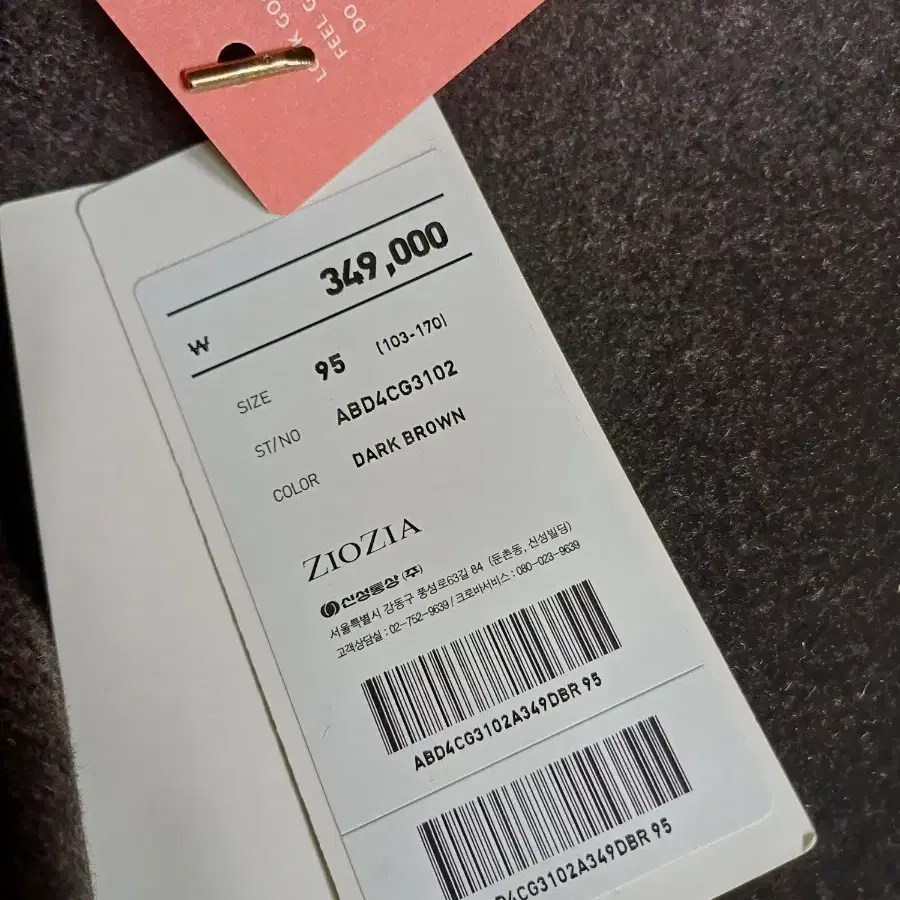 FEEL
DO
₩ 349,000
SIZE 95 (103-170)
ST/NO ABD4CG3102
COLOR DARK BROWN
ZIOZIA
신성통상(주)
서울특별시 강동구 풍성로63길 84 (둔촌동, 신성빌딩)
고객상담실 : 02-752-9639 / 크로바서비스 : 080-023-9639
ABD4CG3102A349DBR 95
D4CG3102A349DBR 95